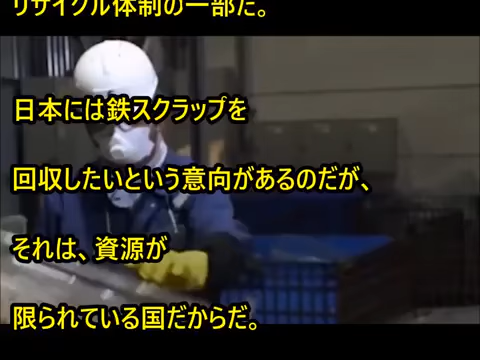 リサイクル体制の一部だ。
日本には鉄スクラップを
回収したいという意向があるのだが、
それは、資源が
限られている国だからだ。